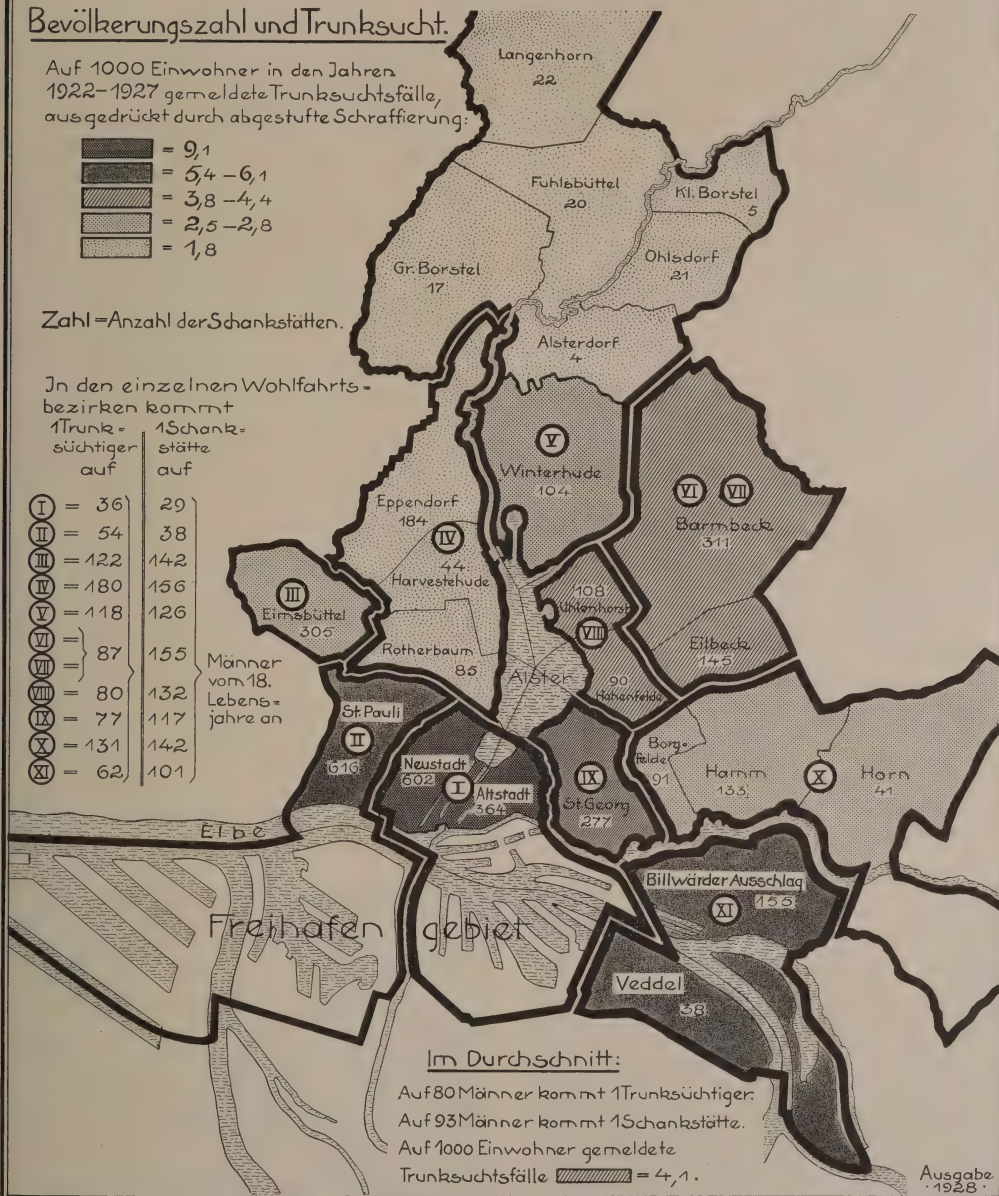 Bevölkerungszahl und Trunksucht.
Auf 1000 Einwohner in den Jahren
1922-1927 gemeldete Trunksuchtsfälle,
ausgedrückt durch abgestufte Schraffierung:
= 9,1
= 5,4-6,1
= 3,8-4,4
= 2,5-2,8
= 1,8
Zahl=Anzahl der Schankstätten.
In den einzelnen Wohlfahrts=
bezirken kommt
1Trunk= 1Schank=
süchtiger stätte
auf auf
I = 36 29
II = 54 38
III = 122 142
IV = 180 156
V = 118 126
VI =
VII = 87 155
VIII = 80 132
IX = 77 117
X = 131 142
XI = 62 101
Männer
vom 18.
Lebens=
jahre an
Langenhorn
22
Fuhlsbüttel
20
Kl. Borstel
5
Gr. Borstel
17
Ohlsdorf
21
Alsterdorf
4
V
Winterhude
104
VI VII
Barmbeck
311
Eppendorf
184
IV
44
Harvestehude
III
Eimsbüttel
305
108
Uhlenhorst
VIII
Rotherbaum
85
Alster
Eilbeck
145
90
Hohenfelde
St. Pauli
II
616
Neustadt
602
I
Altstadt
364
IX
St. Georg
277
Borg=
felde
91
Hamm
133
X
Horn
41
Elbe
Billwärder Ausschlag
155
XI
Freihafengebiet
Veddel
38
Im Durchschnitt:
Auf 80 Männer kommt 1Trunksüchtiger.
Auf 93 Männer kommt 1Schankstätte.
Auf 1000 Einwohner gemeldete
Trunksuchtsfälle = 4,1.
Ausgabe
·1928·